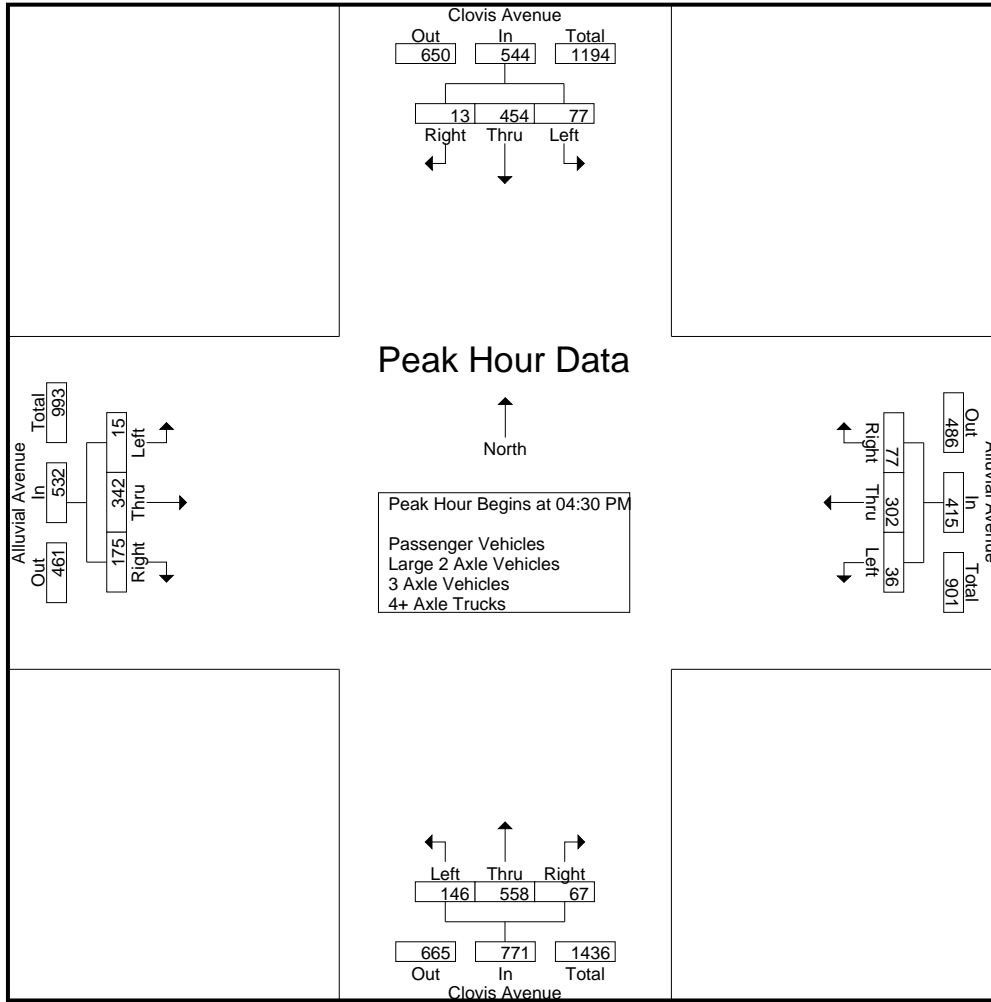 Clovis Avenue
Out In Total
650 544 1194
13 454 77
Right Thru Left
Peak Hour Data
North
Peak Hour Begins at 04:30 PM
Passenger Vehicles
Large 2 Axle Vehicles
3 Axle Vehicles
4+ Axle Trucks
Alluvial Avenue
Out In Total
461 532 993
175 342 15
Right Thru Left
Alluvial Avenue
Out In Total
486 415 901
77 302 36
Right Thru Left
Left Thru Right
146 558 67
665 771 1436
Out In Total
Clovis Avenue